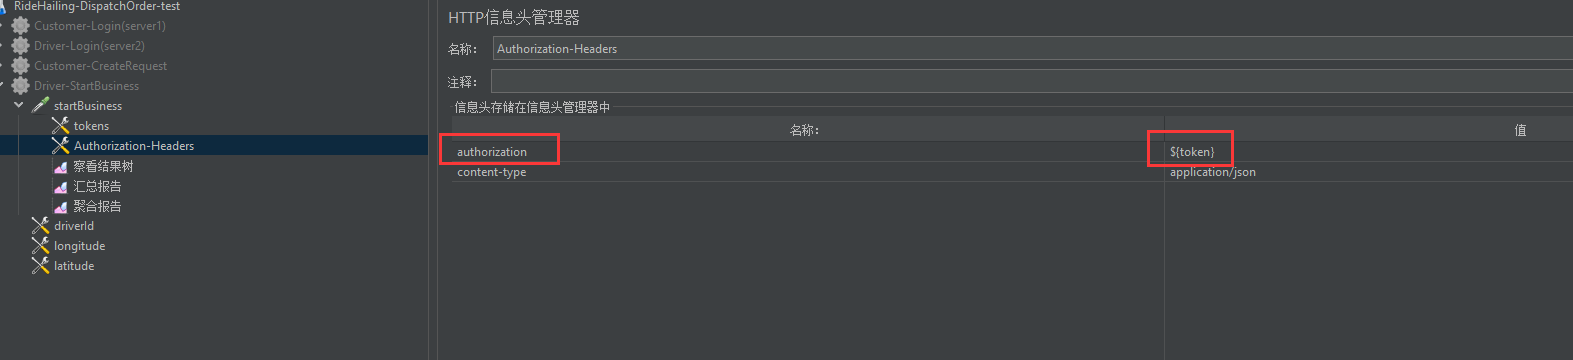 RideHailing-DispatchOrder-test
Customer-Login(server1)
Driver-Login(server2)
Customer-CreateRequest
Driver-StartBusiness
startBusiness
tokens
Authorization-Headers
察看结果树
汇总报告
聚合报告
driverId
longitude
latitude
HTTP信息头管理器
名称： Authorization-Headers
注释：
信息头存储在信息头管理器中
名称： 值
authorization ${token}
content-type application/json